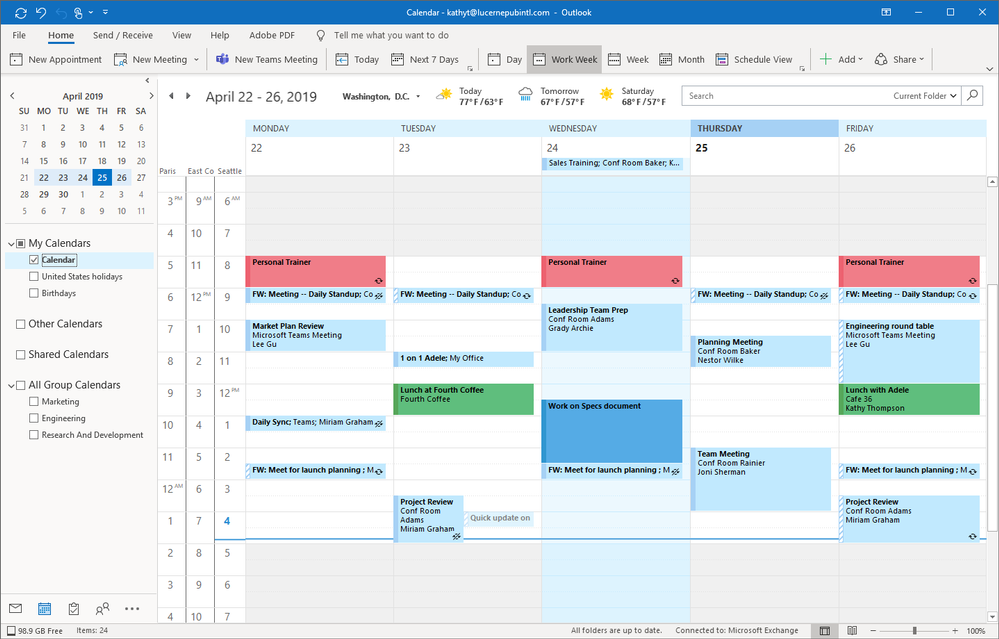 Calendar - kathyt@lucernepubintl.com - Outlook
File Home Send / Receive View Help Adobe PDF Tell me what you want to do
New Appointment New Meeting New Teams Meeting Today Next 7 Days Day Work Week Week Month Schedule View Add Share
April 2019
SU MO TU WE TH FR SA
31 1 2 3 4 5 6
7 8 9 10 11 12 13
14 15 16 17 18 19 20
21 22 23 24 25 26 27
28 29 30 1 2 3 4
5 6 7 8 9 10 11
My Calendars
Calendar
United States holidays
Birthdays
Other Calendars
Shared Calendars
All Group Calendars
Marketing
Engineering
Research And Development
April 22 - 26, 2019
Washington, D.C.
Today
77°F/63°F
Tomorrow
67°F/57°F
Saturday
68°F/57°F
Search Current Folder
MONDAY TUESDAY WEDNESDAY THURSDAY FRIDAY
22 23 24 25 26
Sales Training; Conf Room Baker; K...
Paris East Co Seattle
3 PM 9 AM 6 AM
4 10 7
5 11 8
6 12 PM 9
7 1 10
8 2 11
9 3 12 PM
10 4 1
11 5 2
12 AM 6 3
1 7 4
2 8 5
3 9 6
4 10 7
Personal Trainer
FW: Meeting -- Daily Standup; Co
Market Plan Review
Microsoft Teams Meeting
Lee Gu
Daily Sync; Teams; Miriam Graham
FW: Meet for launch planning ; M
FW: Meeting -- Daily Standup; Co
1 on 1 Adele; My Office
Lunch at Fourth Coffee
Fourth Coffee
Project Review
Conf Room
Adams
Miriam Graham
Quick update on
Personal Trainer
Leadership Team Prep
Conf Room Adams
Grady Archie
Work on Specs document
FW: Meet for launch planning ; M
FW: Meeting -- Daily Standup; Co
Planning Meeting
Conf Room Baker
Nestor Wilke
Team Meeting
Conf Room Rainier
Joni Sherman
Personal Trainer
FW: Meeting -- Daily Standup; Co
Engineering round table
Microsoft Teams Meeting
Lee Gu
Lunch with Adele
Cafe 36
Kathy Thompson
FW: Meet for launch planning ; M
Project Review
Conf Room Adams
Miriam Graham
98.9 GB Free Items: 24 All folders are up to date. Connected to: Microsoft Exchange 100%